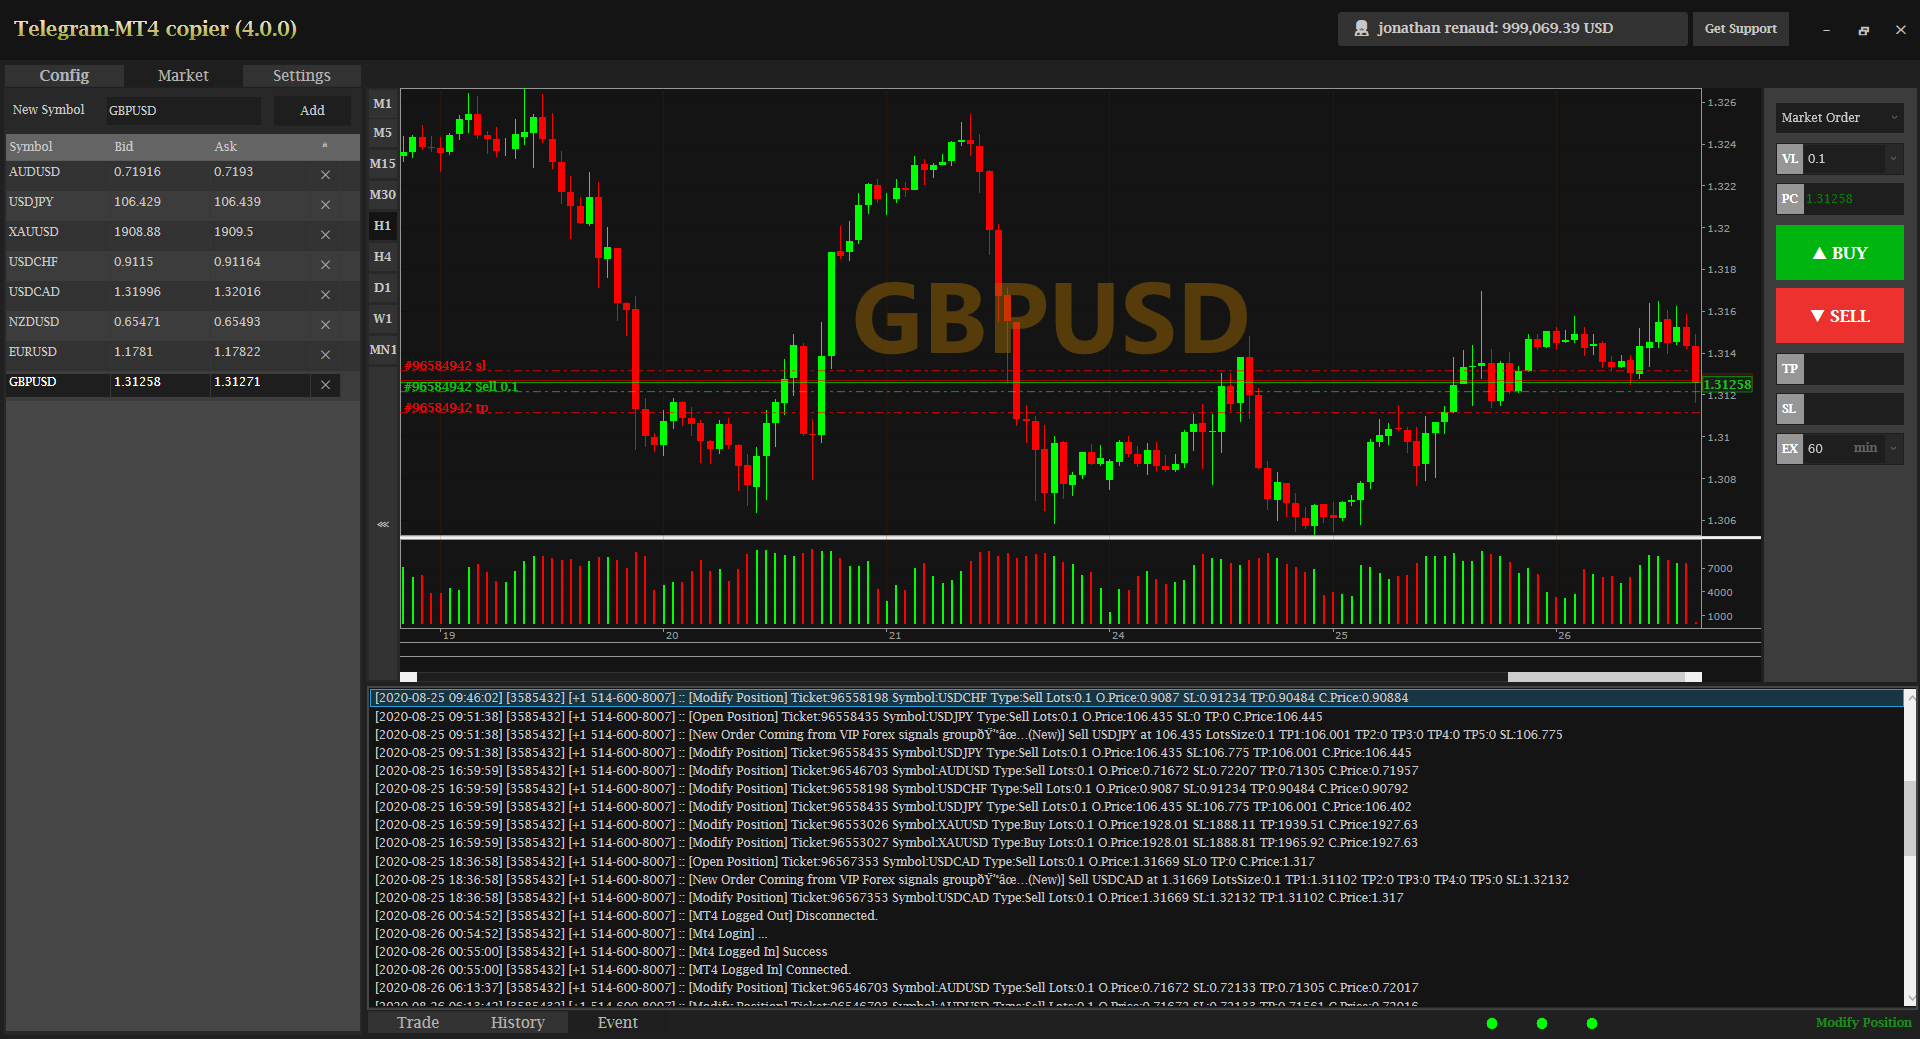 Telegram-MT4 copier (4.0.0)
jonathan renaud: 999,069.39 USD
Get Support
Config Market Settings
New Symbol GBPUSD Add
Symbol Bid Ask *
AUDUSD 0.71916 0.7193
USDJPY 106.429 106.439
XAUUSD 1908.88 1909.5
USDCHF 0.9115 0.91164
USDCAD 1.31996 1.32016
NZDUSD 0.65471 0.65493
EURUSD 1.1781 1.17822
GBPUSD 1.31258 1.31271
M1
M5
M15
M30
H1
H4
D1
W1
MN1
GBPUSD
#96584942 sl
#96584942 Sell 0.1
#96584942 tp
1.326
1.324
1.322
1.32
1.318
1.316
1.314
1.31258
1.312
1.31
1.308
1.306
7000
4000
1000
19 20 21 24 25 26
Market Order
VL 0.1
PC 1.31258
▲ BUY
▼ SELL
TP
SL
EX 60 min
[2020-08-25 09:46:02] [3585432] [+1 514-600-8007] :: [Modify Position] Ticket:96558198 Symbol:USDCHF Type:Sell Lots:0.1 O.Price:0.9087 SL:0.91234 TP:0.90484 C.Price:0.90884
[2020-08-25 09:51:38] [3585432] [+1 514-600-8007] :: [Open Position] Ticket:96558435 Symbol:USDJPY Type:Sell Lots:0.1 O.Price:106.435 SL:0 TP:0 C.Price:106.445
[2020-08-25 09:51:38] [3585432] [+1 514-600-8007] :: [New Order Coming from VIP Forex signals groupðŸ’°âœ…(New)] Sell USDJPY at 106.435 LotsSize:0.1 TP1:106.001 TP2:0 TP3:0 TP4:0 TP5:0 SL:106.775
[2020-08-25 09:51:38] [3585432] [+1 514-600-8007] :: [Modify Position] Ticket:96558435 Symbol:USDJPY Type:Sell Lots:0.1 O.Price:106.435 SL:106.775 TP:106.001 C.Price:106.445
[2020-08-25 16:59:59] [3585432] [+1 514-600-8007] :: [Modify Position] Ticket:96546703 Symbol:AUDUSD Type:Sell Lots:0.1 O.Price:0.71672 SL:0.72207 TP:0.71305 C.Price:0.71957
[2020-08-25 16:59:59] [3585432] [+1 514-600-8007] :: [Modify Position] Ticket:96558198 Symbol:USDCHF Type:Sell Lots:0.1 O.Price:0.9087 SL:0.91234 TP:0.90484 C.Price:0.90792
[2020-08-25 16:59:59] [3585432] [+1 514-600-8007] :: [Modify Position] Ticket:96558435 Symbol:USDJPY Type:Sell Lots:0.1 O.Price:106.435 SL:106.775 TP:106.001 C.Price:106.402
[2020-08-25 16:59:59] [3585432] [+1 514-600-8007] :: [Modify Position] Ticket:96553026 Symbol:XAUUSD Type:Buy Lots:0.1 O.Price:1928.01 SL:1888.11 TP:1939.51 C.Price:1927.63
[2020-08-25 16:59:59] [3585432] [+1 514-600-8007] :: [Modify Position] Ticket:96553027 Symbol:XAUUSD Type:Buy Lots:0.1 O.Price:1928.01 SL:1888.81 TP:1965.92 C.Price:1927.63
[2020-08-25 18:36:58] [3585432] [+1 514-600-8007] :: [Open Position] Ticket:96567353 Symbol:USDCAD Type:Sell Lots:0.1 O.Price:1.31669 SL:0 TP:0 C.Price:1.317
[2020-08-25 18:36:58] [3585432] [+1 514-600-8007] :: [New Order Coming from VIP Forex signals groupðŸ’°âœ…(New)] Sell USDCAD at 1.31669 LotsSize:0.1 TP1:1.31102 TP2:0 TP3:0 TP4:0 TP5:0 SL:1.32132
[2020-08-25 18:36:58] [3585432] [+1 514-600-8007] :: [Modify Position] Ticket:96567353 Symbol:USDCAD Type:Sell Lots:0.1 O.Price:1.31669 SL:1.32132 TP:1.31102 C.Price:1.317
[2020-08-26 00:54:52] [3585432] [+1 514-600-8007] :: [MT4 Logged Out] Disconnected.
[2020-08-26 00:54:52] [3585432] [+1 514-600-8007] :: [Mt4 Login] ...
[2020-08-26 00:55:00] [3585432] [+1 514-600-8007] :: [Mt4 Logged In] Success
[2020-08-26 00:55:00] [3585432] [+1 514-600-8007] :: [MT4 Logged In] Connected.
[2020-08-26 06:13:37] [3585432] [+1 514-600-8007] :: [Modify Position] Ticket:96546703 Symbol:AUDUSD Type:Sell Lots:0.1 O.Price:0.71672 SL:0.72133 TP:0.71305 C.Price:0.72017
[2020-08-26 06:13:42] [3585432] [+1 514-600-8007] :: [Modify Position] Ticket:96546703 Symbol:AUDUSD Type:Sell Lots:0.1 O.Price:0.71672 SL:0.72133 TP:0.71561 C.Price:0.72016
Trade History Event
Modify Position